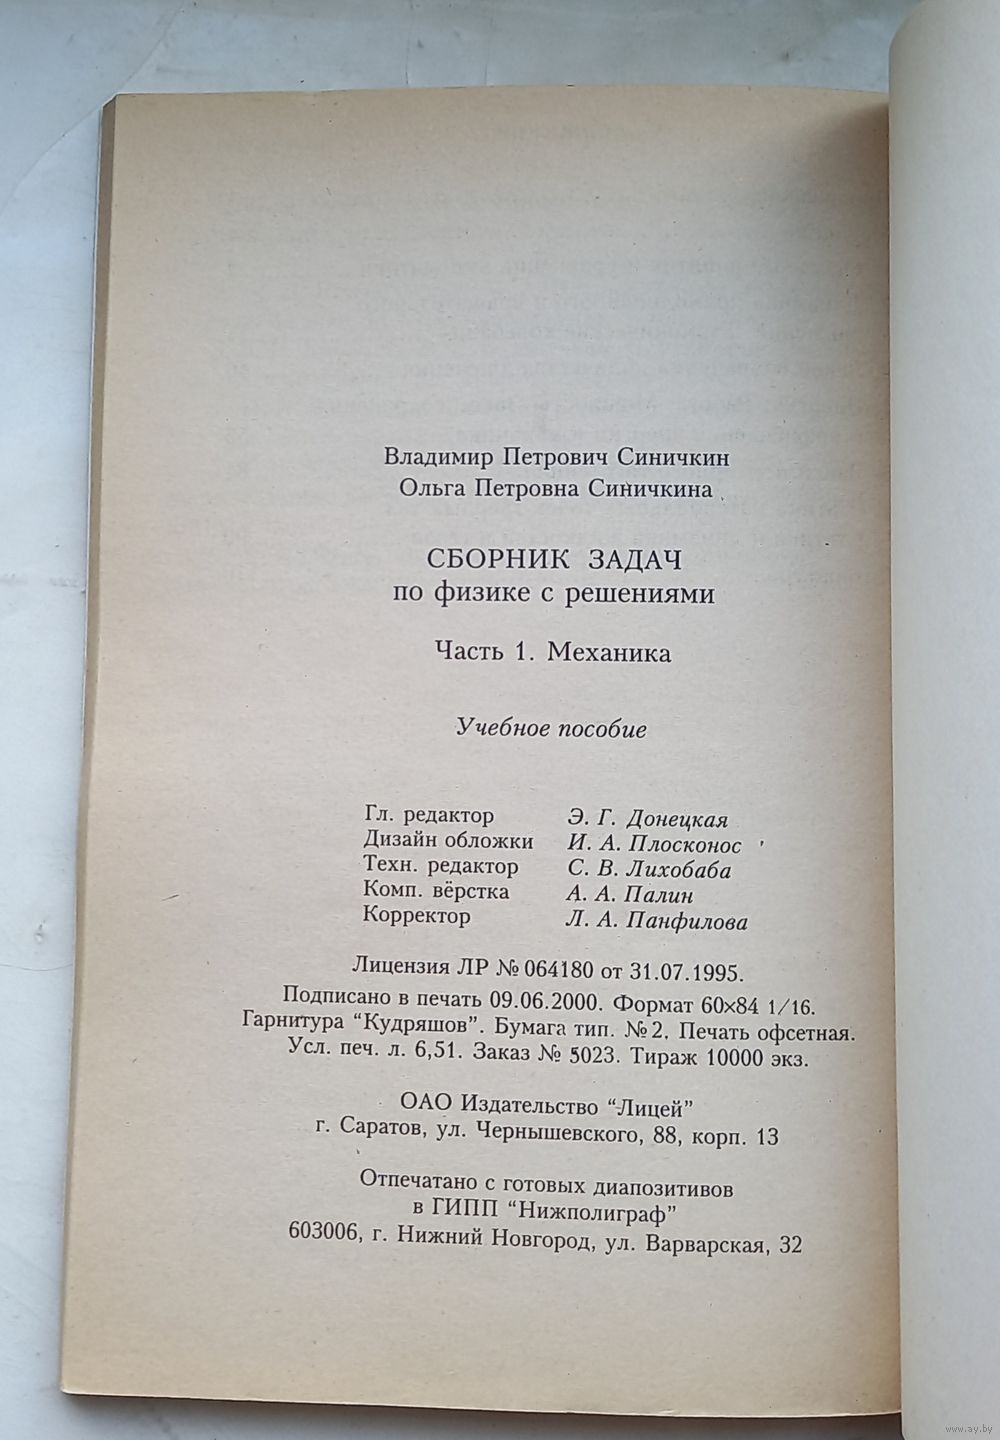 Владимир Петрович Синичкин
Ольга Петровна Синичкина
СБОРНИК ЗАДАЧ
по физике с решениями
Часть 1. Механика
Учебное пособие
Гл. редактор Э. Г. Донецкая
Дизайн обложки И. А. Плосконос
Техн. редактор С. В. Лихобаба
Комп. вёрстка А. А. Палин
Корректор Л. А. Панфилова
Лицензия ЛР № 064180 от 31.07.1995.
Подписано в печать 09.06.2000. Формат 60×84 1/16.
Гарнитура “Кудряшов”. Бумага тип. №2. Печать офсетная.
Усл. печ. л. 6,51. Заказ № 5023. Тираж 10000 экз.
ОАО Издательство “Лицей”
г. Саратов, ул. Чернышевского, 88, корп. 13
Отпечатано с готовых диапозитивов
в ГИПП “Нижполиграф”
603006, г. Нижний Новгород, ул. Варварская, 32
www.ay.by